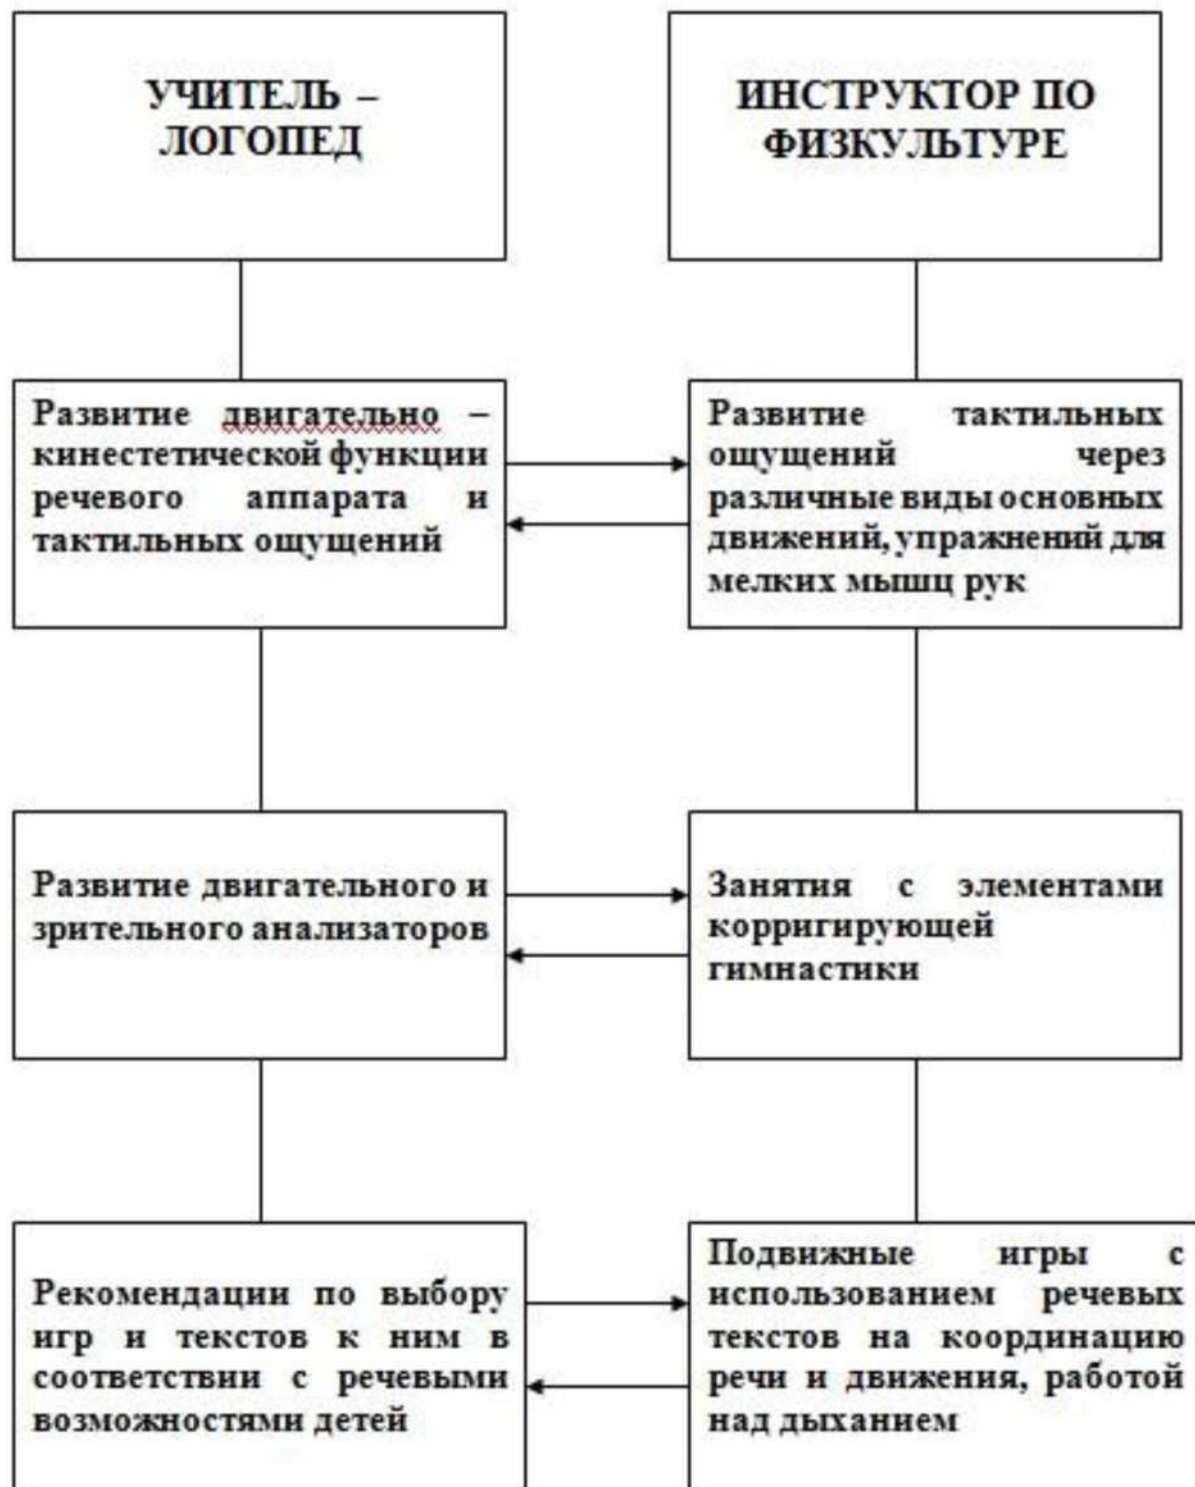 УЧИТЕЛЬ –
ЛОГОПЕД
ИНСТРУКТОР ПО
ФИЗКУЛЬТУРЕ
Развитие двигательно –
кинестетической функции
речевого аппарата и
тактильных ощущений
Развитие тактильных
ощущений через
различные виды основных
движений, упражнений для
мелких мышц рук
Развитие двигательного и
зрительного анализаторов
Занятия с элементами
корригирующей
гимнастики
Рекомендации по выбору
игр и текстов к ним в
соответствии с речевыми
возможностями детей
Подвижные игры с
использованием речевых
текстов на координацию
речи и движения, работой
над дыханием